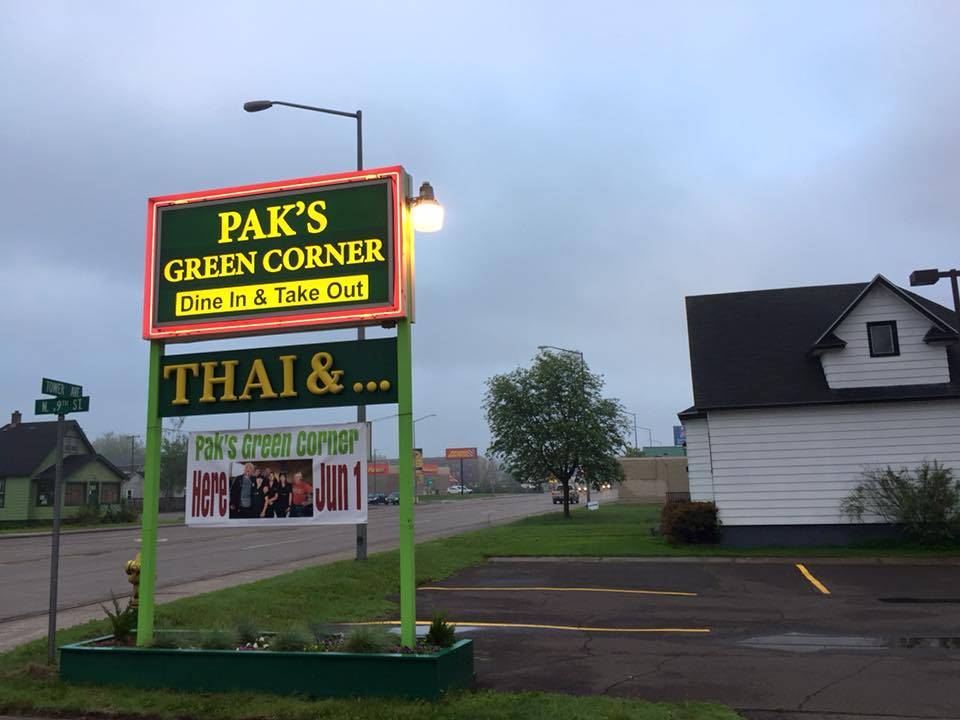 PAK'S
GREEN CORNER
Dine In & Take Out
THAI & ...
Pak's Green Corner
Here Jun 1
TOWER AVE
N. 9TH ST.